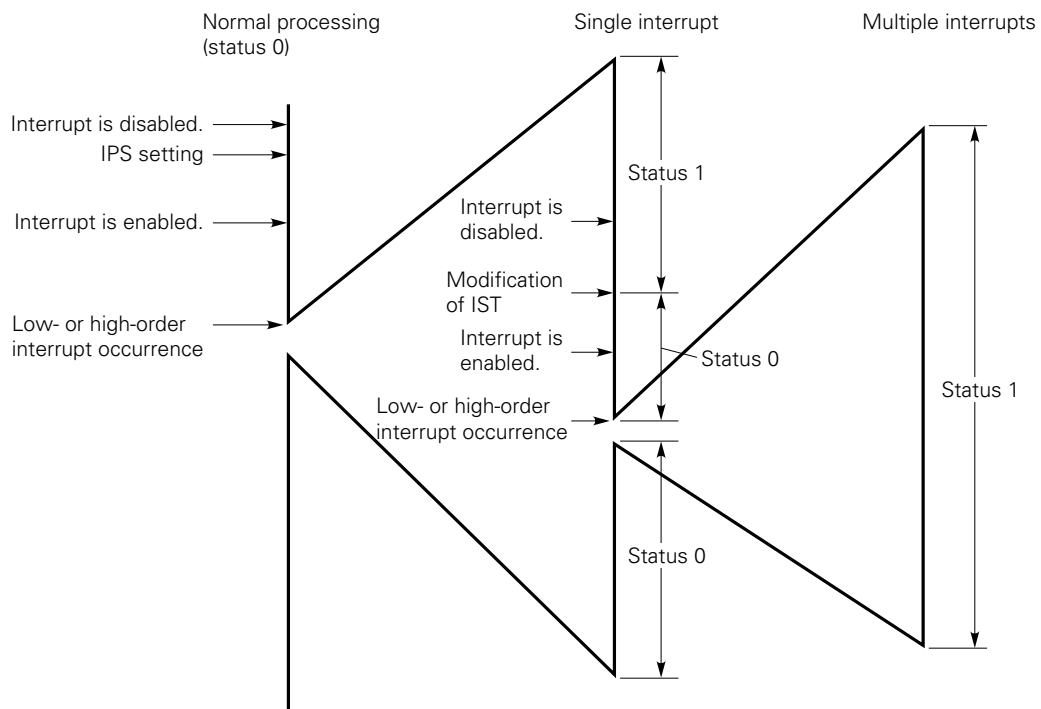 Normal processing
(status 0)
Single interrupt
Multiple interrupts
Interrupt is disabled.
IPS setting
Interrupt is enabled.
Low- or high-order
interrupt occurrence
Status 1
Interrupt is
disabled.
Modification
of IST
Interrupt is
enabled.
Status 0
Low- or high-order
interrupt occurrence
Status 1
Status 0